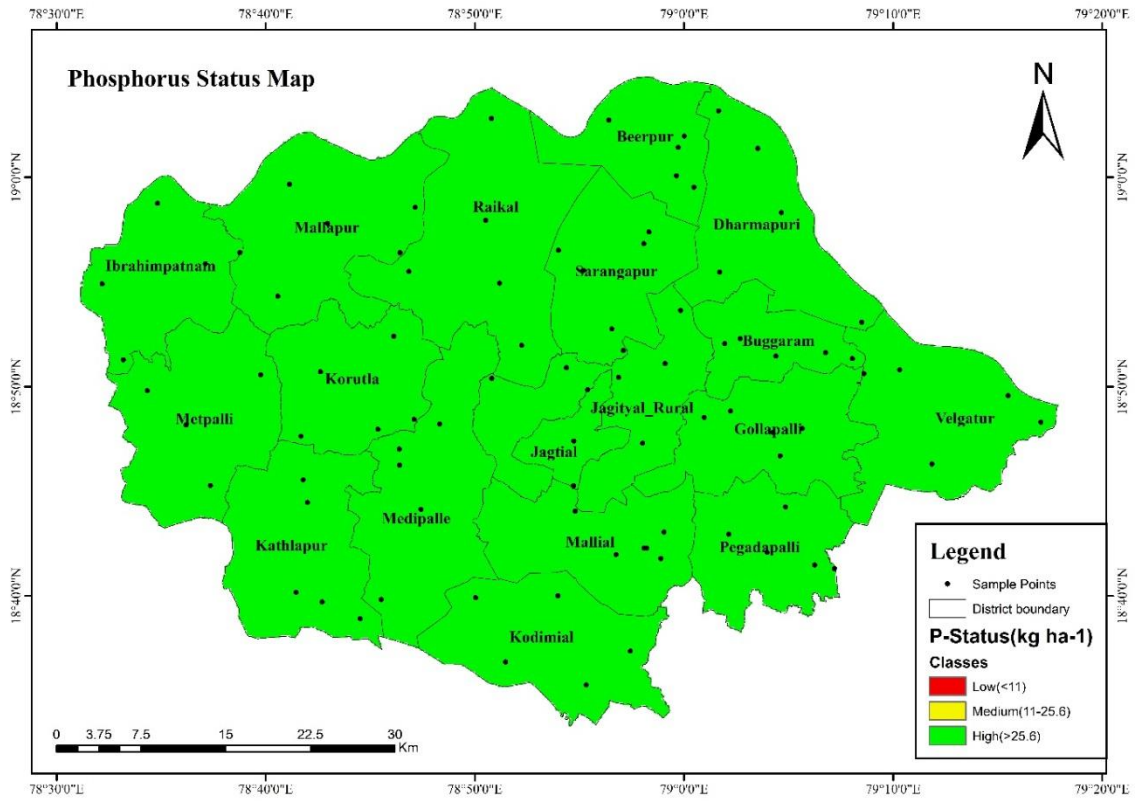 78°30'0"E 78°40'0"E 78°50'0"E 79°0'0"E 79°10'0"E 79°20'0"E
Phosphorus Status Map
N
19°0'0"N
19°0'0"N
Beerpur
Raikal
Mallapur
Dharmapuri
Ibrahimpatnam
Sarangapur
Buggaram
Korutla
18°50'0"N
18°50'0"N
Jagityal_Rural
Metpalli
Velgatur
Gollapalli
Jagtial
Medipalle
Mallial
Pegadapalli
Kathlapur
18°40'0"N
18°40'0"N
Kodimial
Legend
Sample Points
District boundary
P-Status(kg ha-1)
Classes
Low(<11)
Medium(11-25.6)
High(>25.6)
0 3.75 7.5 15 22.5 30
Km
78°30'0"E 78°40'0"E 78°50'0"E 79°0'0"E 79°10'0"E 79°20'0"E